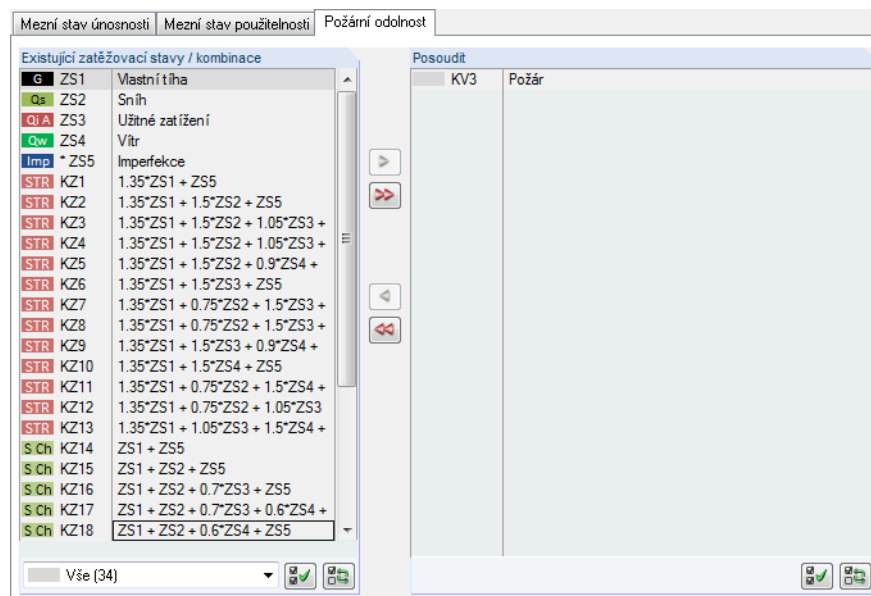 Mezní stav únosnosti Mezní stav použitelnosti Požární odolnost
Existující zatěžovací stavy / kombinace
G ZS1 Vlastní tíha
Qs ZS2 Sníh
Qi A ZS3 Užitné zatížení
Qw ZS4 Vítr
Imp * ZS5 Imperfekce
STR KZ1 1.35*ZS1 + ZS5
STR KZ2 1.35*ZS1 + 1.5*ZS2 + ZS5
STR KZ3 1.35*ZS1 + 1.5*ZS2 + 1.05*ZS3 +
STR KZ4 1.35*ZS1 + 1.5*ZS2 + 1.05*ZS3 +
STR KZ5 1.35*ZS1 + 1.5*ZS2 + 0.9*ZS4 +
STR KZ6 1.35*ZS1 + 1.5*ZS3 + ZS5
STR KZ7 1.35*ZS1 + 0.75*ZS2 + 1.5*ZS3 +
STR KZ8 1.35*ZS1 + 0.75*ZS2 + 1.5*ZS3 +
STR KZ9 1.35*ZS1 + 1.5*ZS3 + 0.9*ZS4 +
STR KZ10 1.35*ZS1 + 1.5*ZS4 + ZS5
STR KZ11 1.35*ZS1 + 0.75*ZS2 + 1.5*ZS4 +
STR KZ12 1.35*ZS1 + 0.75*ZS2 + 1.05*ZS3
STR KZ13 1.35*ZS1 + 1.05*ZS3 + 1.5*ZS4 +
S Ch KZ14 ZS1 + ZS5
S Ch KZ15 ZS1 + ZS2 + ZS5
S Ch KZ16 ZS1 + ZS2 + 0.7*ZS3 + ZS5
S Ch KZ17 ZS1 + ZS2 + 0.7*ZS3 + 0.6*ZS4 +
S Ch KZ18 ZS1 + ZS2 + 0.6*ZS4 + ZS5
Vše (34)
Posoudit
KV3 Požár